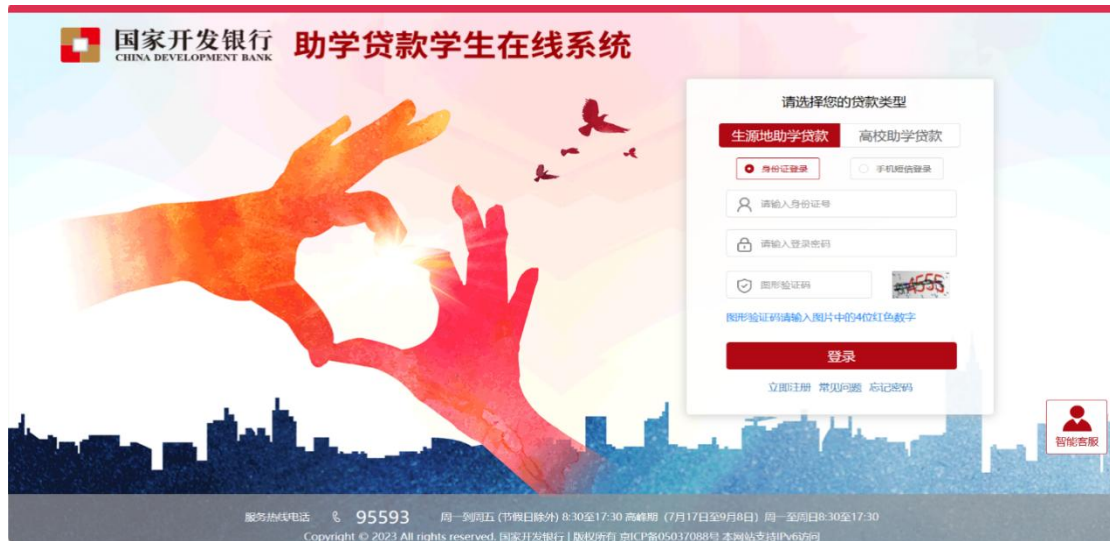 国家开发银行 助学贷款学生在线系统
CHINA DEVELOPMENT BANK
请选择您的贷款类型
生源地助学贷款 高校助学贷款
身份证登录 手机短信登录
请输入身份证号
请输入登录密码
图形验证码
图形验证码请输入图片中的4位红色数字
登录
立即注册 常见问题 忘记密码
智能客服
服务热线电话 95593 周一到周五 (节假日除外) 8:30至17:30 高峰期 (7月17日至9月8日) 周一至周日8:30至17:30
Copyright © 2023 All rights reserved. 国家开发银行 | 版权所有 京ICP备05037088号 本网站支持IPv6访问